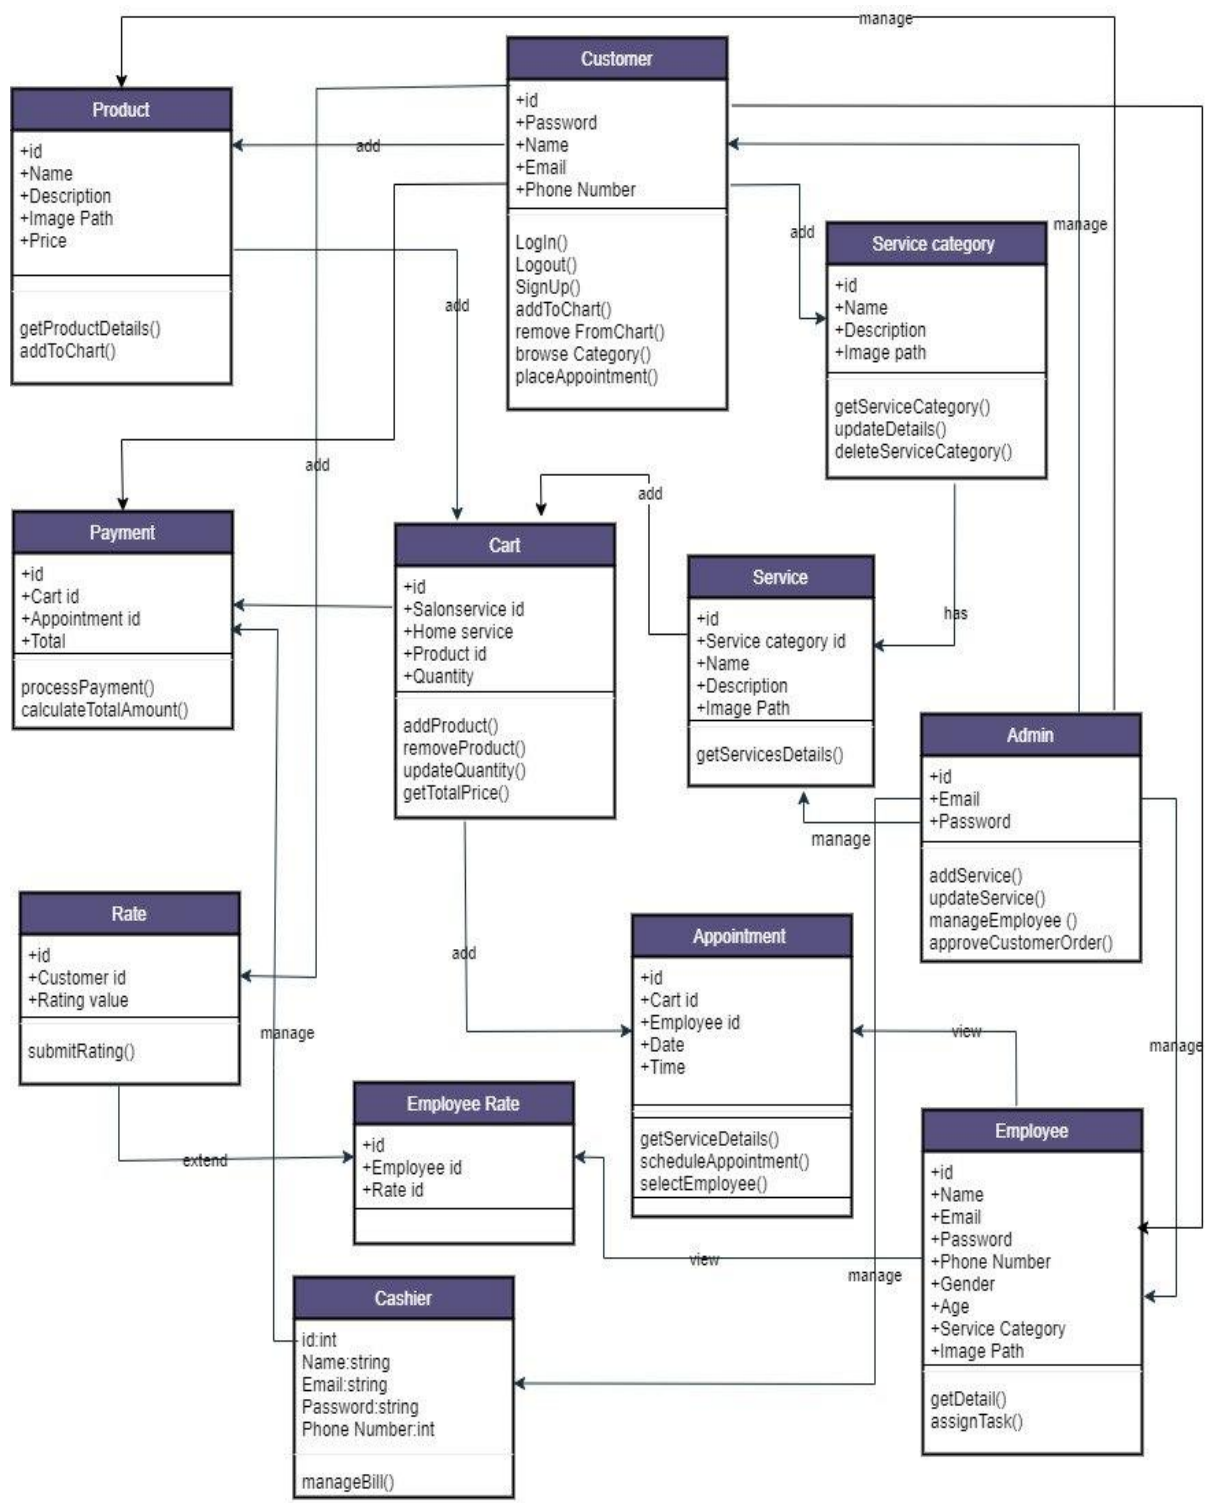 manage
Customer
+id
+Password
+Name
+Email
+Phone Number
LogIn()
Logout()
SignUp()
addToChart()
remove FromChart()
browse Category()
placeAppointment()
Product
+id
+Name
+Description
+Image Path
+Price
getProductDetails()
addToChart()
add
add
add
manage
Service category
+id
+Name
+Description
+Image path
getServiceCategory()
updateDetails()
deleteServiceCategory()
add
add
has
Payment
+id
+Cart id
+Appointment id
+Total
processPayment()
calculateTotalAmount()
Cart
+id
+Salonservice id
+Home service
+Product id
+Quantity
addProduct()
removeProduct()
updateQuantity()
getTotalPrice()
Service
+id
+Service category id
+Name
+Description
+Image Path
getServicesDetails()
Admin
+id
+Email
+Password
addService()
updateService()
manageEmployee ()
approveCustomerOrder()
manage
Rate
+id
+Customer id
+Rating value
submitRating()
add
manage
Appointment
+id
+Cart id
+Employee id
+Date
+Time
getServiceDetails()
scheduleAppointment()
selectEmployee()
view
manage
Employee Rate
+id
+Employee id
+Rate id
extend
view
manage
Employee
+id
+Name
+Email
+Password
+Phone Number
+Gender
+Age
+Service Category
+Image Path
getDetail()
assignTask()
Cashier
id:int
Name:string
Email:string
Password:string
Phone Number:int
manageBill()